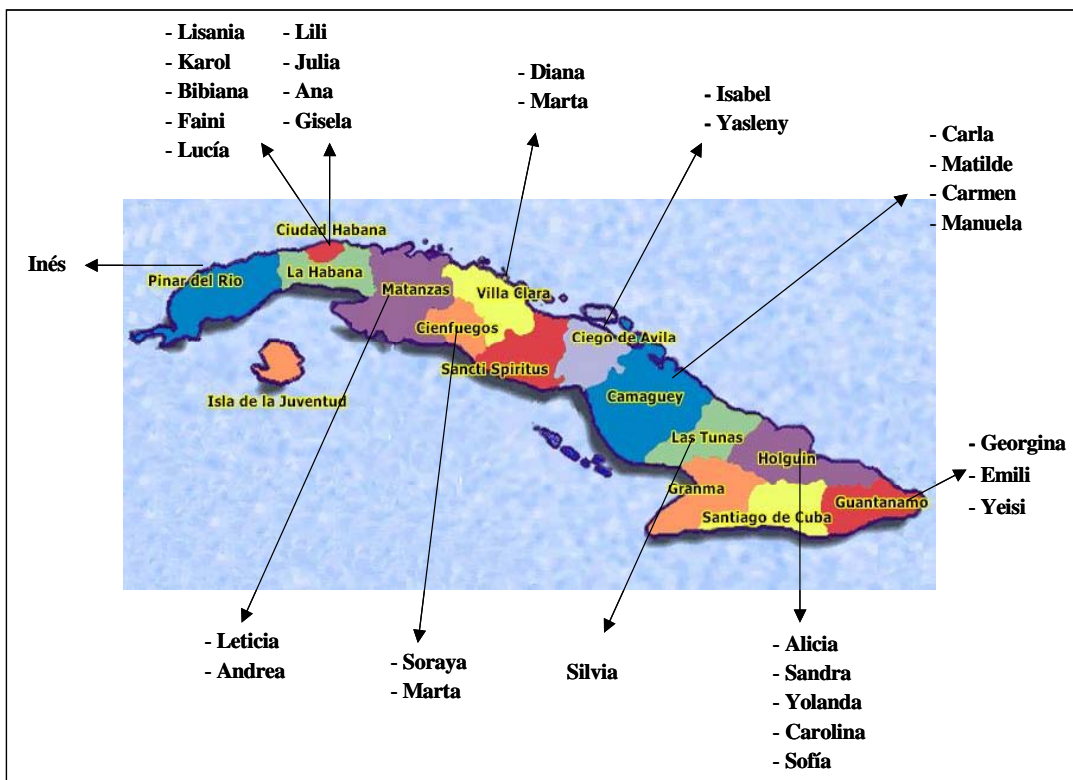 - Lisania
- Karol
- Bibiana
- Faini
- Lucía
- Lili
- Julia
- Ana
- Gisela
- Diana
- Marta
- Isabel
- Yasleny
- Carla
- Matilde
- Carmen
- Manuela
Inés
Ciudad Habana
Pinar del Rio
La Habana
Matanzas
Villa Clara
Cienfuegos
Sancti Spiritus
Ciego de Avila
Isla de la Juventud
Camaguey
Las Tunas
Holguin
Granma
Santiago de Cuba
Guantanamo
- Georgina
- Emili
- Yeisi
- Leticia
- Andrea
- Soraya
- Marta
Silvia
- Alicia
- Sandra
- Yolanda
- Carolina
- Sofía